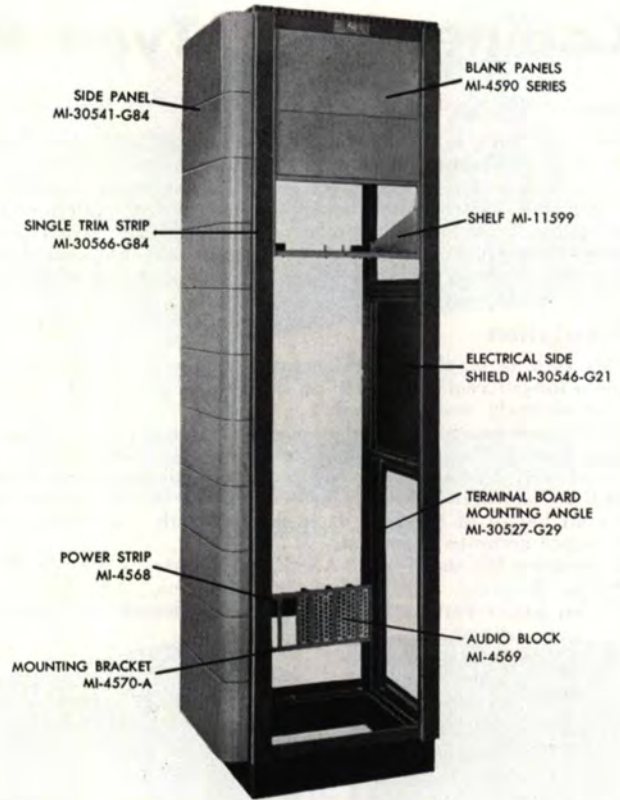 BLANK PANELS
MI-4590 SERIES
SIDE PANEL
MI-30541-G84
SHELF MI-11599
SINGLE TRIM STRIP
MI-30566-G84
ELECTRICAL SIDE
SHIELD MI-30546-G21
TERMINAL BOARD
MOUNTING ANGLE
MI-30527-G29
POWER STRIP
MI-4568
AUDIO BLOCK
MI-4569
MOUNTING BRACKET
MI-4570-A